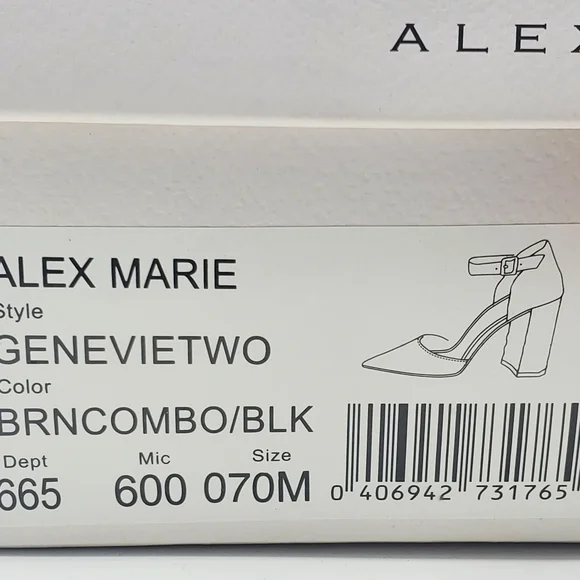 ALEX
ALEX MARIE
Style
GENEVIETWO
Color
BRNCOMBO/BLK
Dept Mic Size
665 600 070M
0 406942 731765